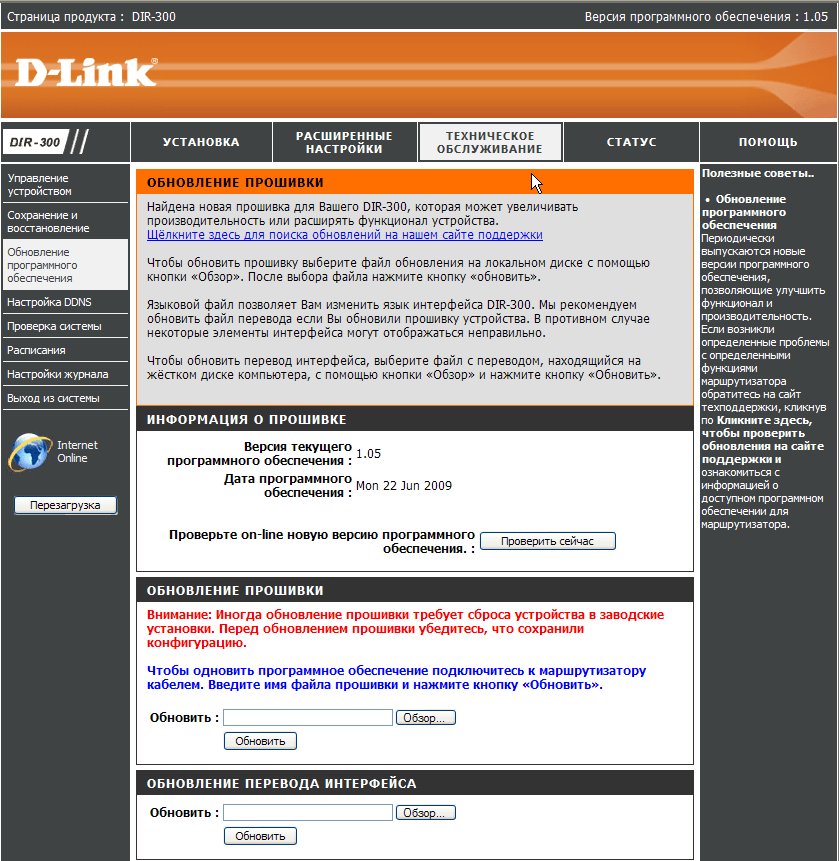 Страница продукта : DIR-300
Версия программного обеспечения : 1.05
D-Link®
DIR-300
УСТАНОВКА
РАСШИРЕННЫЕ
НАСТРОЙКИ
ТЕХНИЧЕСКОЕ
ОБСЛУЖИВАНИЕ
СТАТУС
ПОМОЩЬ
Управление
устройством
Сохранение и
восстановление
Обновление
программного
обеспечения
Настройка DDNS
Проверка системы
Расписания
Настройки журнала
Выход из системы
Internet
Online
Перезагрузка
ОБНОВЛЕНИЕ ПРОШИВКИ
Найдена новая прошивка для Вашего DIR-300, которая может увеличивать
производительность или расширять функционал устройства.
Щёлкните здесь для поиска обновлений на нашем сайте поддержки
Чтобы обновить прошивку выберите файл обновления на локальном диске с помощью
кнопки «Обзор». После выбора файла нажмите кнопку «обновить».
Языковой файл позволяет Вам изменить язык интерфейса DIR-300. Мы рекомендуем
обновить файл перевода если Вы обновили прошивку устройства. В противном случае
некоторые элементы интерфейса могут отображаться неправильно.
Чтобы обновить перевод интерфейса, выберите файл с переводом, находящийся на
жёстком диске компьютера, с помощью кнопки «Обзор» и нажмите кнопку «Обновить».
ИНФОРМАЦИЯ О ПРОШИВКЕ
Версия текущего
программного обеспечения : 1.05
Дата программного
обеспечения : Mon 22 Jun 2009
Проверьте on-line новую версию программного
обеспечения. : Проверить сейчас
ОБНОВЛЕНИЕ ПРОШИВКИ
Внимание: Иногда обновление прошивки требует сброса устройства в заводские
установки. Перед обновлением прошивки убедитесь, что сохранили
конфигурацию.
Чтобы одновить программное обеспечение подключитесь к маршрутизатору
кабелем. Введите имя файла прошивки и нажмите кнопку «Обновить».
Обновить : Обзор...
Обновить
ОБНОВЛЕНИЕ ПЕРЕВОДА ИНТЕРФЕЙСА
Обновить : Обзор...
Обновить
Полезные советы..
• Обновление
программного
обеспечения
Периодически
выпускаются новые
версии программного
обеспечения,
позволяющие улучшить
функционал и
производительность.
Если возникли
определенные проблемы
с определенными
функциями
маршрутизатора
обратитесь на сайт
техподдержки, кликнув
по Кликните здесь,
чтобы проверить
обновления на сайте
поддержки и
ознакомиться с
информацией о
доступном программном
обеспечении для
маршрутизатора.